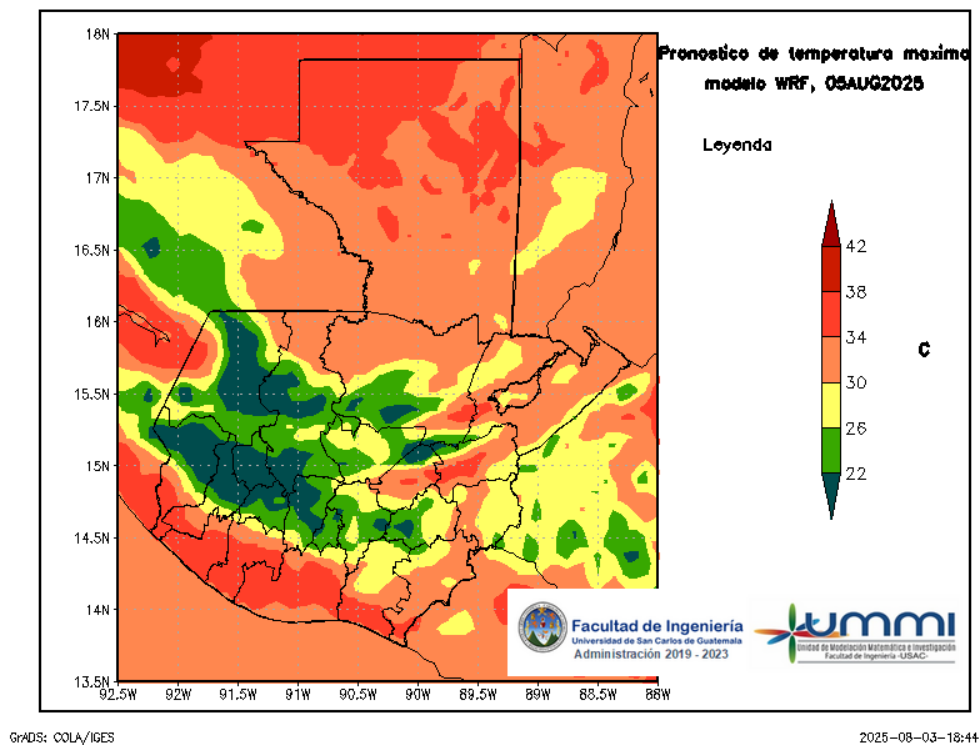 Pronostico de temperatura maxima
modelo WRF, 05AUG2025
Leyenda
42
38
34
30
26
22
C
18N
17.5N
17N
16.5N
16N
15.5N
15N
14.5N
14N
13.5N
92.5W
92W
91.5W
91W
90.5W
90W
89.5W
89W
88.5W
88W
Facultad de Ingeniería
Universidad de San Carlos de Guatemala
Administración 2019 - 2023
ummi
Unidad de Modelación Matemática e Investigación
Facultad de Ingeniería -USAC-
GrADS: COLA/IGES
2025-08-03-18:44